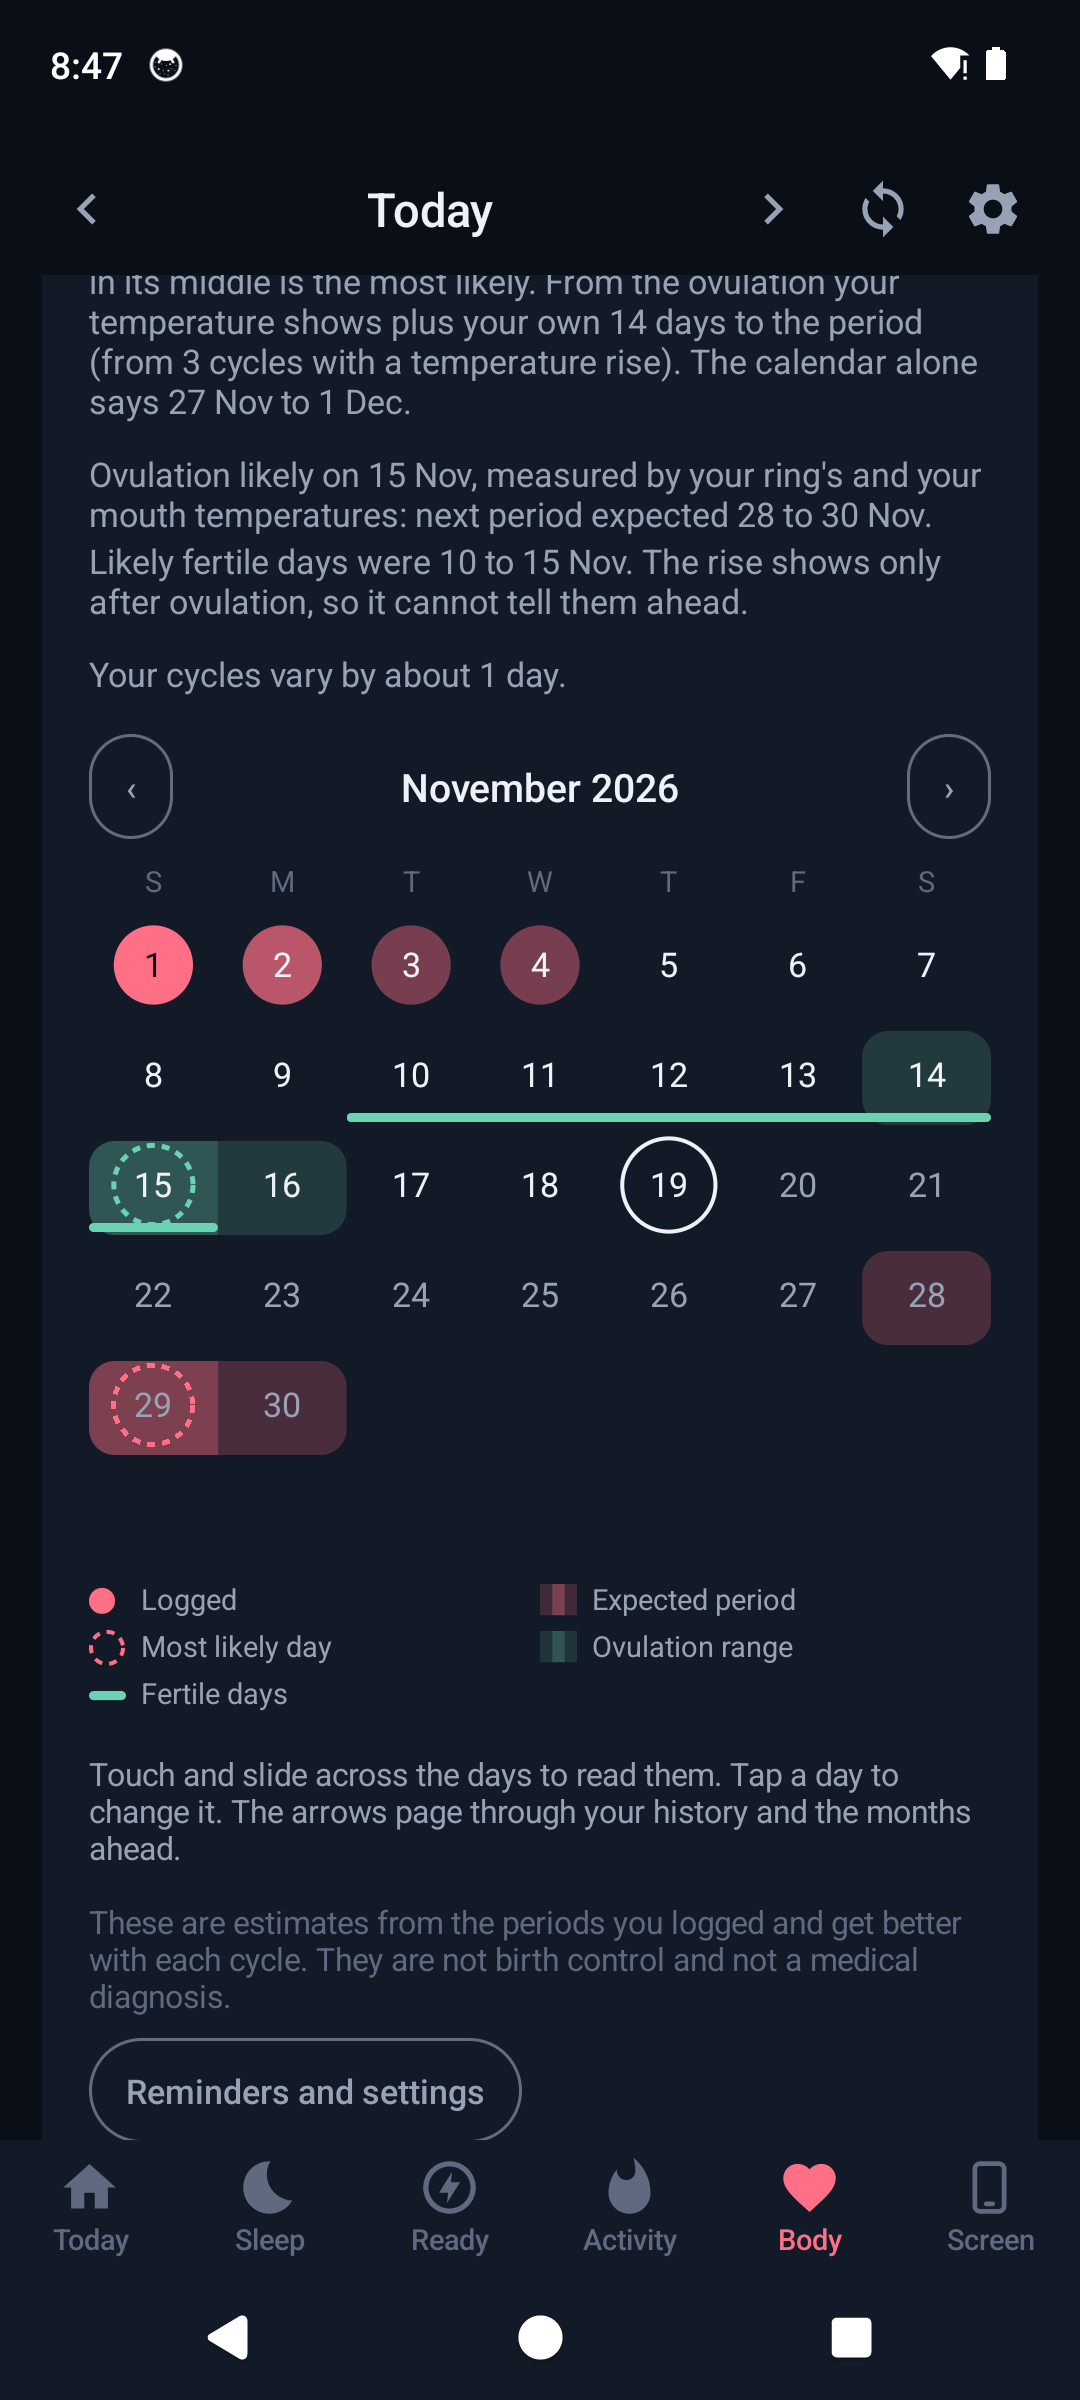 8:47
Today
in its middle is the most likely. From the ovulation your
temperature shows plus your own 14 days to the period
(from 3 cycles with a temperature rise). The calendar alone
says 27 Nov to 1 Dec.
Ovulation likely on 15 Nov, measured by your ring's and your
mouth temperatures: next period expected 28 to 30 Nov.
Likely fertile days were 10 to 15 Nov. The rise shows only
after ovulation, so it cannot tell them ahead.
Your cycles vary by about 1 day.
‹ November 2026 ›
S M T W T F S
1 2 3 4 5 6 7
8 9 10 11 12 13 14
15 16 17 18 19 20 21
22 23 24 25 26 27 28
29 30
Logged Expected period
Most likely day Ovulation range
Fertile days
Touch and slide across the days to read them. Tap a day to
change it. The arrows page through your history and the months
ahead.
These are estimates from the periods you logged and get better
with each cycle. They are not birth control and not a medical
diagnosis.
Reminders and settings
Today Sleep Ready Activity Body Screen